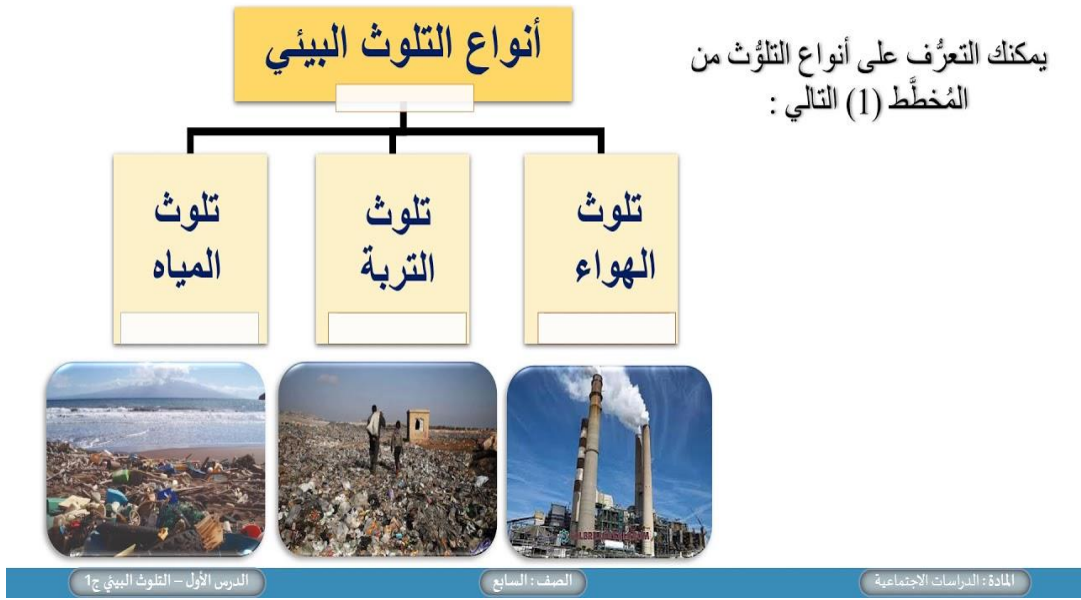 يمكنك التعرُّف على أنواع التلوُّث من
المُخطَّط (1) التالي :
أنواع التلوث البيئي
تلوث
الهواء
تلوث
التربة
تلوث
المياه
المادة : الدراسات الاجتماعية
الصف : السابع
الدرس الأول – التلوث البيئي ج1